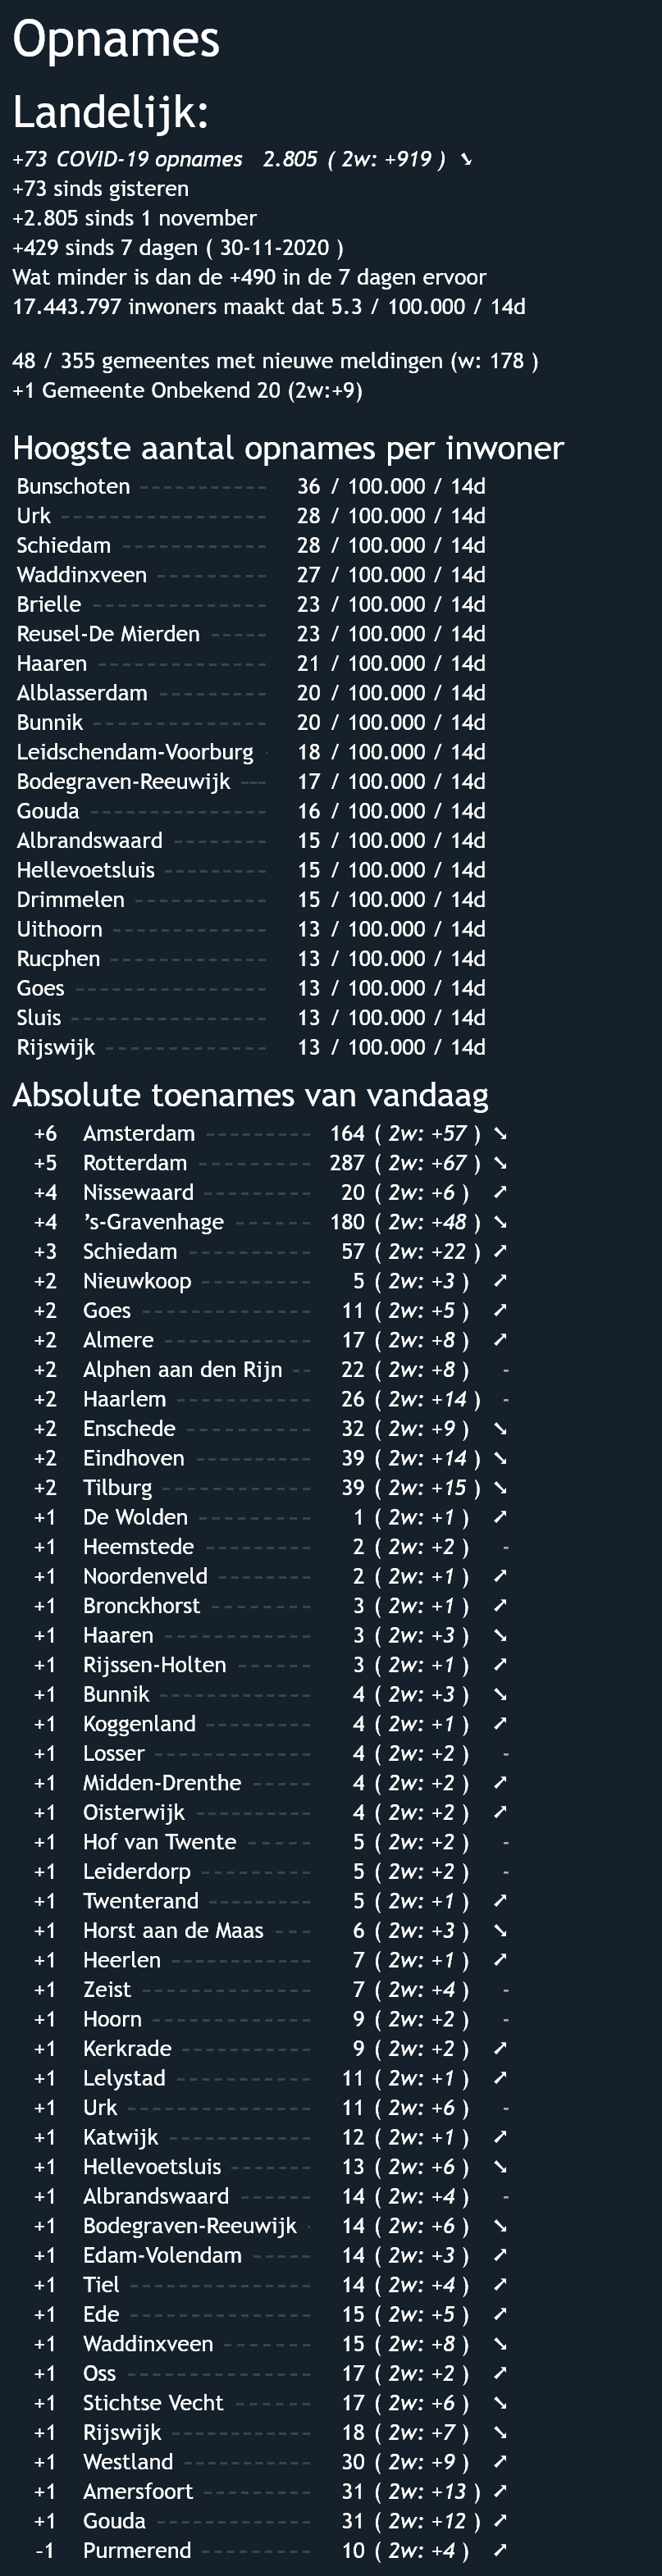 Opnames
Landelijk:
+73 COVID-19 opnames 2.805 ( 2w: +919 ) ➘
+73 sinds gisteren
+2.805 sinds 1 november
+429 sinds 7 dagen ( 30-11-2020 )
Wat minder is dan de +490 in de 7 dagen ervoor
17.443.797 inwoners maakt dat 5.3 / 100.000 / 14d
48 / 355 gemeentes met nieuwe meldingen (w: 178 )
+1 Gemeente Onbekend 20 (2w:+9)
Hoogste aantal opnames per inwoner
Bunschoten 36 / 100.000 / 14d
Urk 28 / 100.000 / 14d
Schiedam 28 / 100.000 / 14d
Waddinxveen 27 / 100.000 / 14d
Brielle 23 / 100.000 / 14d
Reusel-De Mierden 23 / 100.000 / 14d
Haaren 21 / 100.000 / 14d
Alblasserdam 20 / 100.000 / 14d
Bunnik 20 / 100.000 / 14d
Leidschendam-Voorburg 18 / 100.000 / 14d
Bodegraven-Reeuwijk 17 / 100.000 / 14d
Gouda 16 / 100.000 / 14d
Albrandswaard 15 / 100.000 / 14d
Hellevoetsluis 15 / 100.000 / 14d
Drimmelen 15 / 100.000 / 14d
Uithoorn 13 / 100.000 / 14d
Rucphen 13 / 100.000 / 14d
Goes 13 / 100.000 / 14d
Sluis 13 / 100.000 / 14d
Rijswijk 13 / 100.000 / 14d
Absolute toenames van vandaag
+6 Amsterdam 164 ( 2w: +57 ) ➘
+5 Rotterdam 287 ( 2w: +67 ) ➘
+4 Nissewaard 20 ( 2w: +6 ) ➚
+4 's-Gravenhage 180 ( 2w: +48 ) ➘
+3 Schiedam 57 ( 2w: +22 ) ➚
+2 Nieuwkoop 5 ( 2w: +3 ) ➚
+2 Goes 11 ( 2w: +5 ) ➚
+2 Almere 17 ( 2w: +8 ) ➚
+2 Alphen aan den Rijn 22 ( 2w: +8 ) -
+2 Haarlem 26 ( 2w: +14 ) -
+2 Enschede 32 ( 2w: +9 ) ➘
+2 Eindhoven 39 ( 2w: +14 ) ➘
+2 Tilburg 39 ( 2w: +15 ) ➘
+1 De Wolden 1 ( 2w: +1 ) ➚
+1 Heemstede 2 ( 2w: +2 ) -
+1 Noordenveld 2 ( 2w: +1 ) ➚
+1 Bronckhorst 3 ( 2w: +1 ) ➚
+1 Haaren 3 ( 2w: +3 ) ➘
+1 Rijssen-Holten 3 ( 2w: +1 ) ➚
+1 Bunnik 4 ( 2w: +3 ) ➘
+1 Koggenland 4 ( 2w: +1 ) ➚
+1 Losser 4 ( 2w: +2 ) -
+1 Midden-Drenthe 4 ( 2w: +2 ) ➚
+1 Oisterwijk 4 ( 2w: +2 ) ➚
+1 Hof van Twente 5 ( 2w: +2 ) -
+1 Leiderdorp 5 ( 2w: +2 ) -
+1 Twenterand 5 ( 2w: +1 ) ➚
+1 Horst aan de Maas 6 ( 2w: +3 ) ➘
+1 Heerlen 7 ( 2w: +1 ) ➚
+1 Zeist 7 ( 2w: +4 ) -
+1 Hoorn 9 ( 2w: +2 ) -
+1 Kerkrade 9 ( 2w: +2 ) ➚
+1 Lelystad 11 ( 2w: +1 ) ➚
+1 Urk 11 ( 2w: +6 ) -
+1 Katwijk 12 ( 2w: +1 ) ➚
+1 Hellevoetsluis 13 ( 2w: +6 ) ➘
+1 Albrandswaard 14 ( 2w: +4 ) -
+1 Bodegraven-Reeuwijk 14 ( 2w: +6 ) ➘
+1 Edam-Volendam 14 ( 2w: +3 ) ➚
+1 Tiel 14 ( 2w: +4 ) ➚
+1 Ede 15 ( 2w: +5 ) ➚
+1 Waddinxveen 15 ( 2w: +8 ) ➘
+1 Oss 17 ( 2w: +2 ) ➚
+1 Stichtse Vecht 17 ( 2w: +6 ) ➘
+1 Rijswijk 18 ( 2w: +7 ) ➘
+1 Westland 30 ( 2w: +9 ) ➚
+1 Amersfoort 31 ( 2w: +13 ) ➚
+1 Gouda 31 ( 2w: +12 ) ➚
-1 Purmerend 10 ( 2w: +4 ) ➚